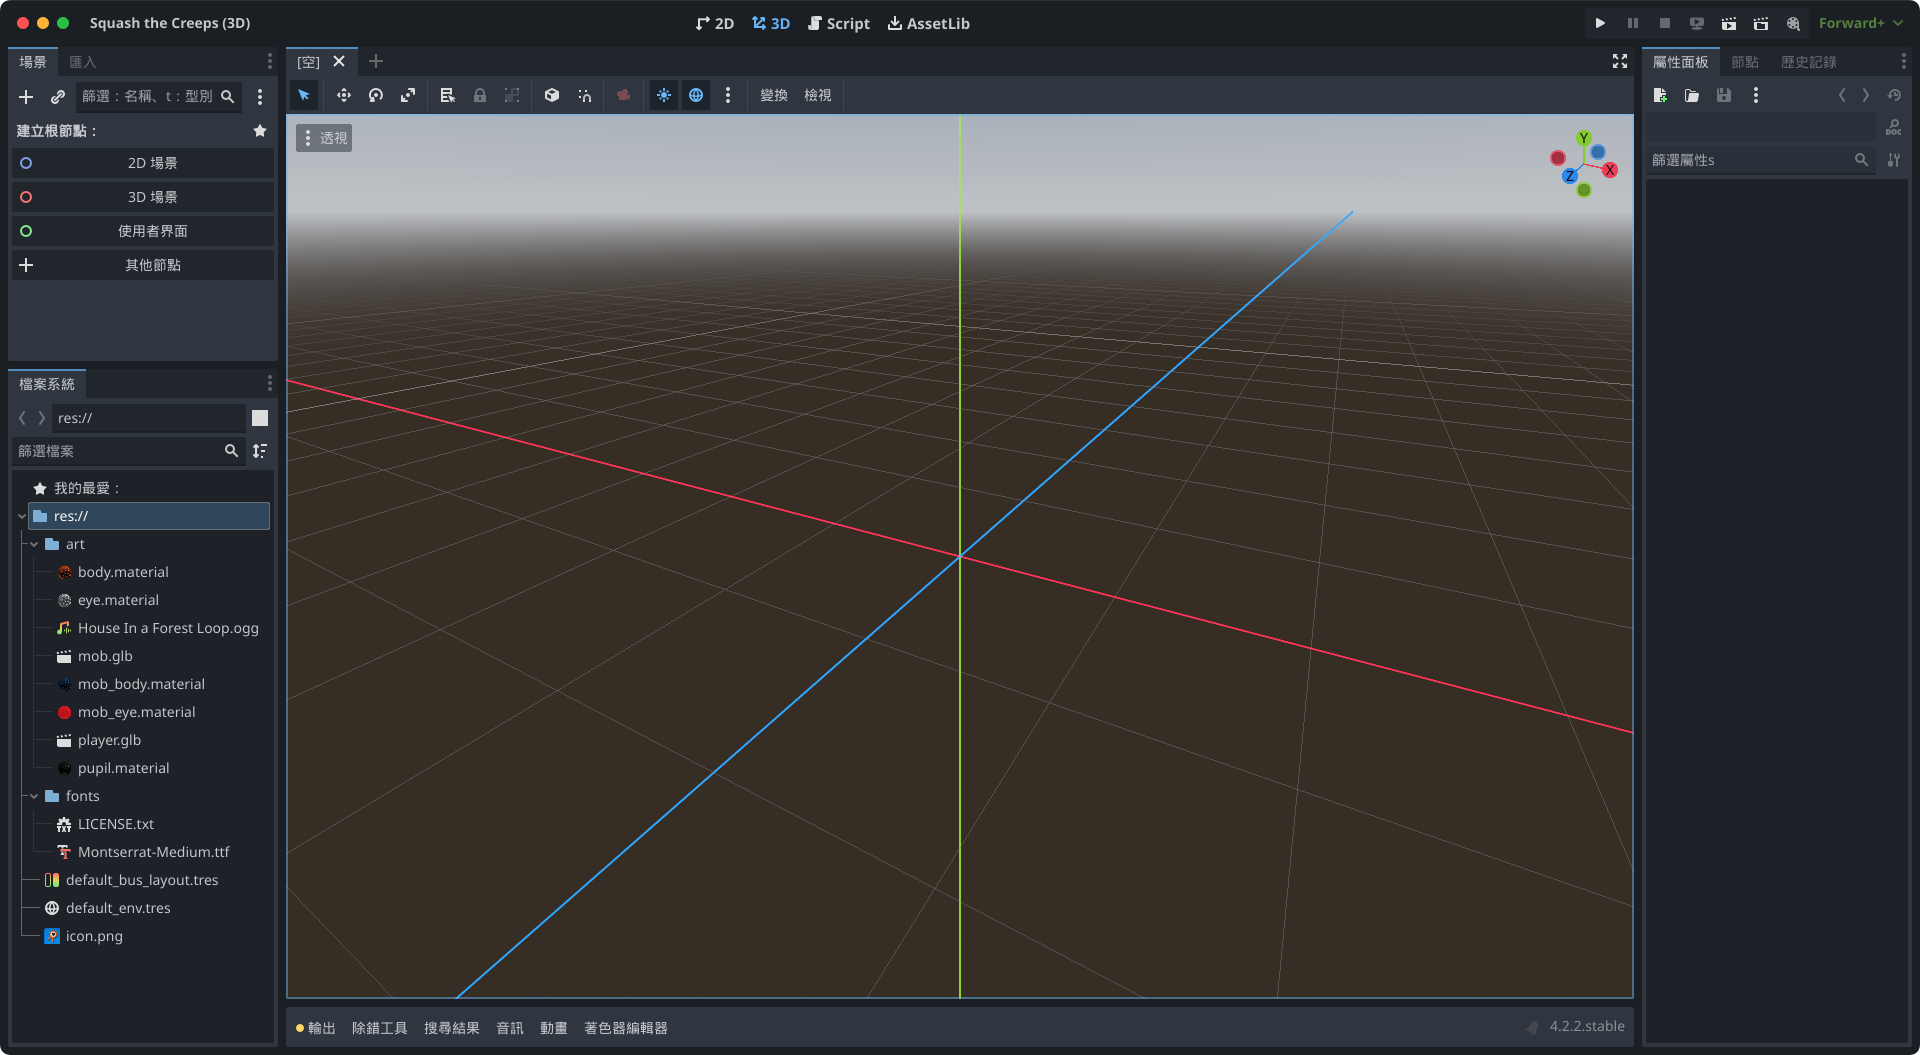 Squash the Creeps (3D)
2D 3D Script AssetLib
Forward+
場景 匯入
篩選：名稱、t：型別
建立根節點：
2D 場景
3D 場景
使用者界面
其他節點
檔案系統
res://
篩選檔案
我的最愛：
res://
art
body.material
eye.material
House In a Forest Loop.ogg
mob.glb
mob_body.material
mob_eye.material
player.glb
pupil.material
fonts
LICENSE.txt
Montserrat-Medium.ttf
default_bus_layout.tres
default_env.tres
icon.png
[空]
變換 檢視
透視
Y
Z X
輸出 除錯工具 搜尋結果 音訊 動畫 著色器編輯器
4.2.2.stable
屬性面板 節點 歷史記錄
DOC
篩選屬性s